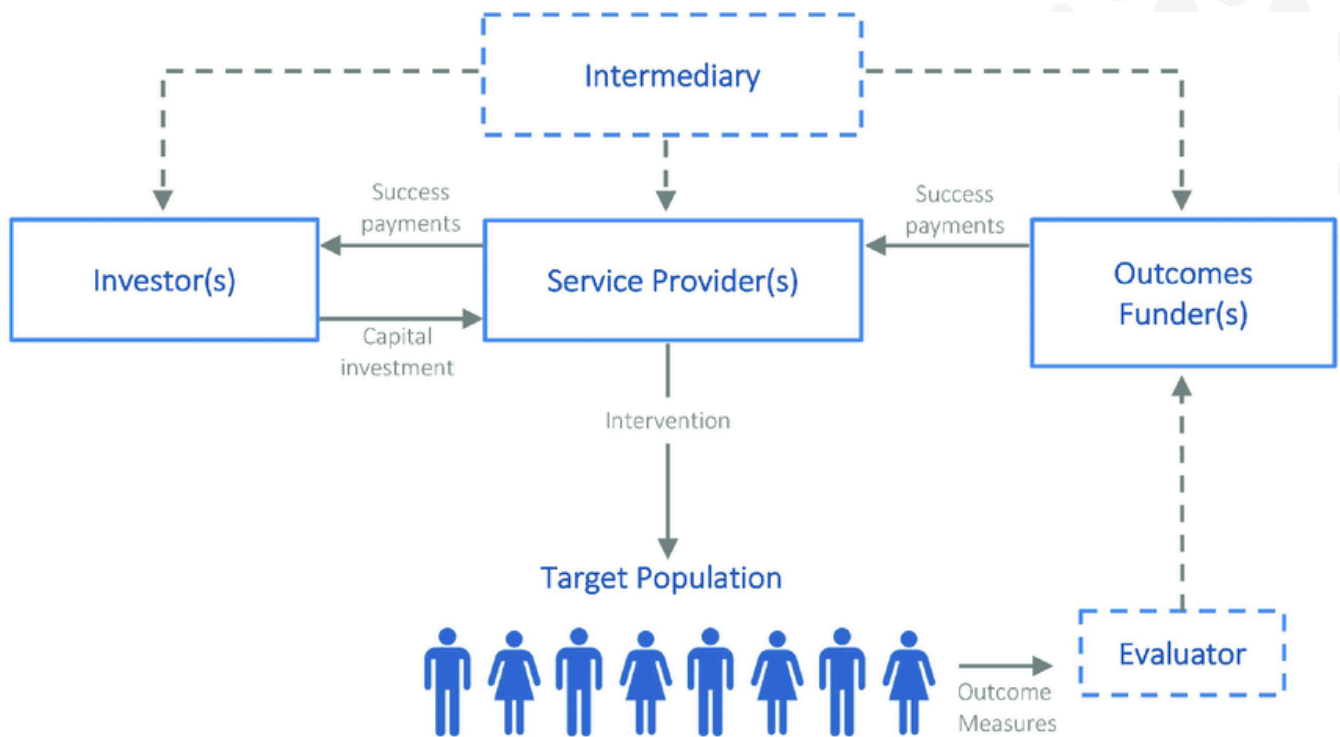 Intermediary
Success
payments
Success
payments
Investor(s)
Service Provider(s)
Outcomes
Funder(s)
Capital
investment
Intervention
Target Population
Evaluator
Outcome
Measures